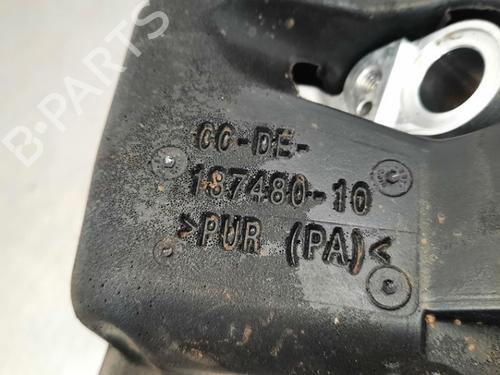 B-PARTS
CC-DE-
187480-10
>PUR (PA)<